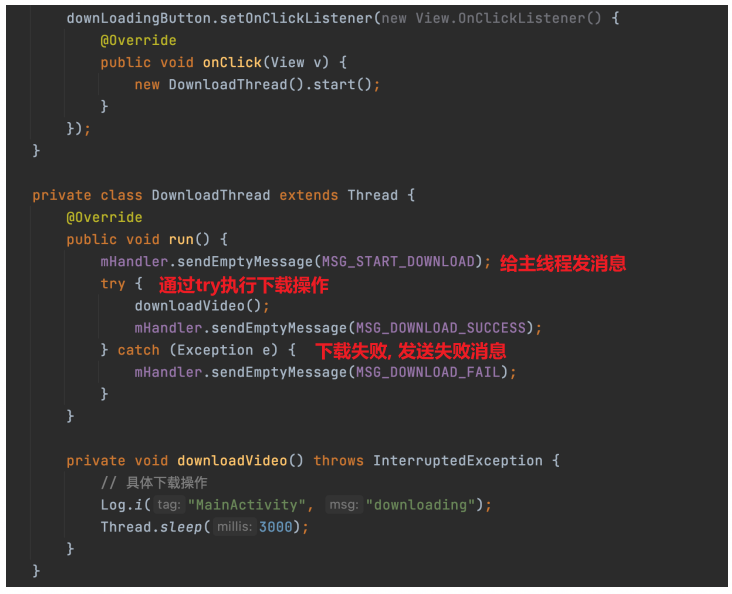 downLoadingButton.setOnClickListener(new View.OnClickListener() {
@Override
public void onClick(View v) {
new DownloadThread().start();
}
});
}
private class DownloadThread extends Thread {
@Override
public void run() {
mHandler.sendEmptyMessage(MSG_START_DOWNLOAD); 给主线程发消息
try { 通过try执行下载操作
downloadVideo();
mHandler.sendEmptyMessage(MSG_DOWNLOAD_SUCCESS);
} catch (Exception e) { 下载失败, 发送失败消息
mHandler.sendEmptyMessage(MSG_DOWNLOAD_FAIL);
}
}
private void downloadVideo() throws InterruptedException {
// 具体下载操作
Log.i( tag: "MainActivity", msg: "downloading");
Thread.sleep( millis: 3000);
}
}